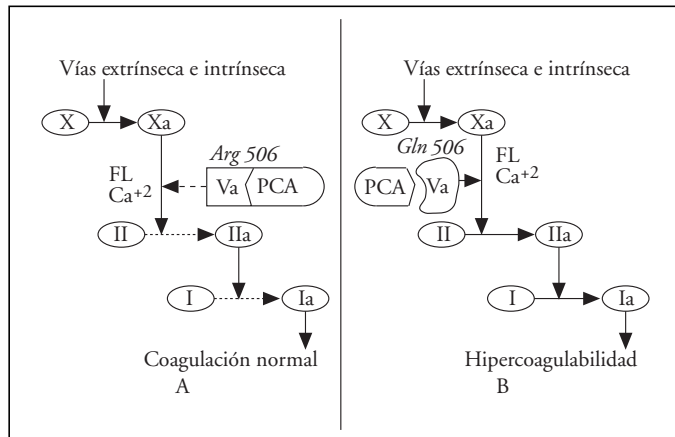 Vías extrínseca e intrínseca
X
Xa
Arg 506
FL
Ca+2
Va
PCA
II
IIa
I
Ia
Coagulación normal
A
Vías extrínseca e intrínseca
X
Xa
Gln 506
FL
Ca+2
PCA
Va
II
IIa
I
Ia
Hipercoagulabilidad
B